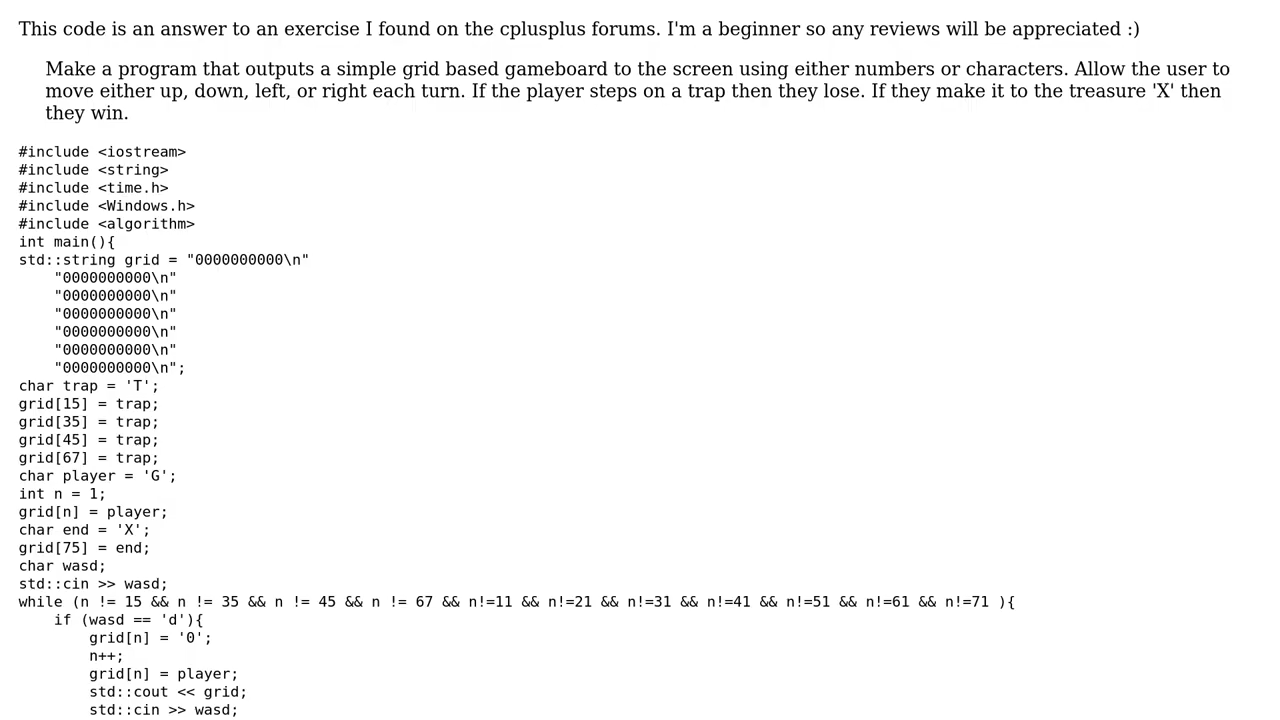 This code is an answer to an exercise I found on the cplusplus forums. I'm a beginner so any reviews will be appreciated :)
Make a program that outputs a simple grid based gameboard to the screen using either numbers or characters. Allow the user to
move either up, down, left, or right each turn. If the player steps on a trap then they lose. If they make it to the treasure 'X' then
they win.
#include <iostream>
#include <string>
#include <time.h>
#include <Windows.h>
#include <algorithm>
int main(){
std::string grid = "0000000000\n"
    "0000000000\n"
    "0000000000\n"
    "0000000000\n"
    "0000000000\n"
    "0000000000\n"
    "0000000000\n";
char trap = 'T';
grid[15] = trap;
grid[35] = trap;
grid[45] = trap;
grid[67] = trap;
char player = 'G';
int n = 1;
grid[n] = player;
char end = 'X';
grid[75] = end;
char wasd;
std::cin >> wasd;
while (n != 15 && n != 35 && n != 45 && n != 67 && n!=11 && n!=21 && n!=31 && n!=41 && n!=51 && n!=61 && n!=71 ){
    if (wasd == 'd'){
        grid[n] = '0';
        n++;
        grid[n] = player;
        std::cout << grid;
        std::cin >> wasd;